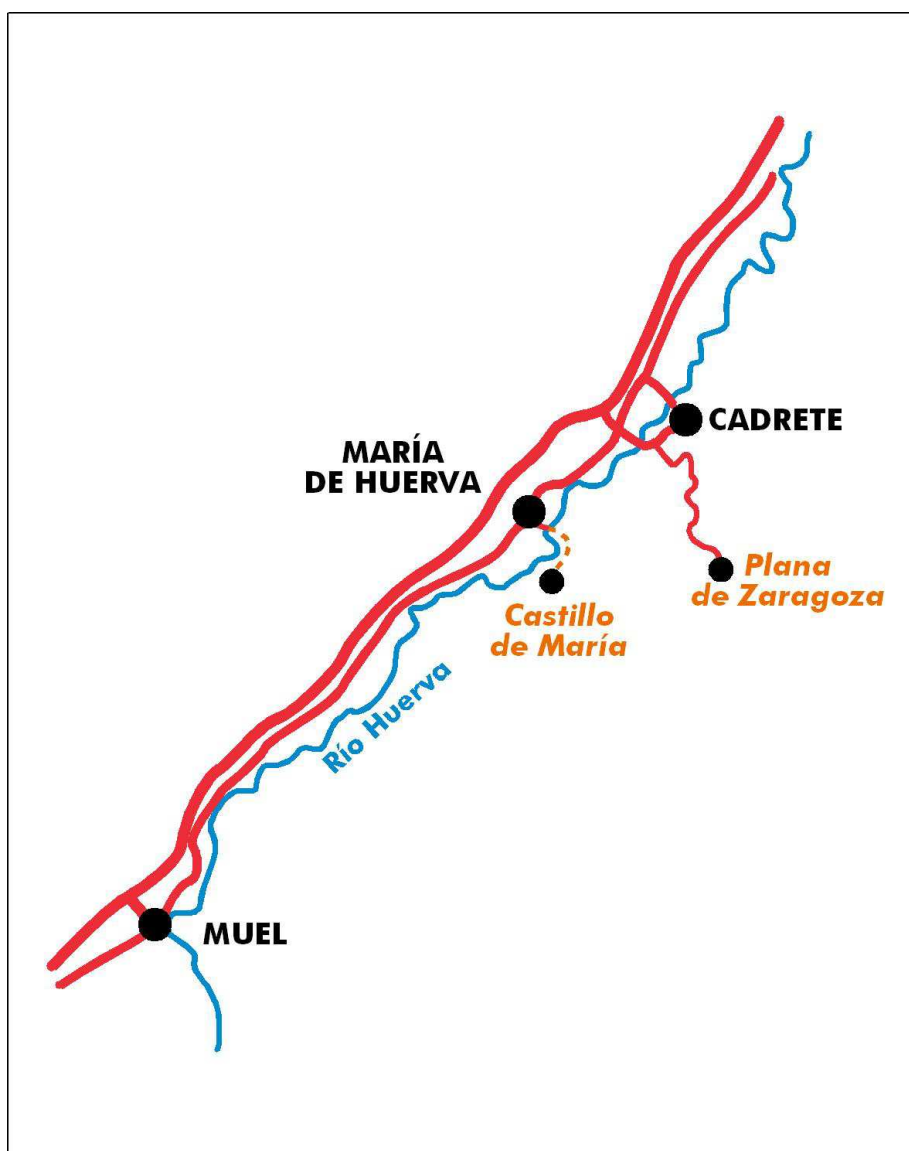 CADRETE
MARÍA
DE HUERVA
Plana
de Zaragoza
Castillo
de María
Río Huerva
MUEL